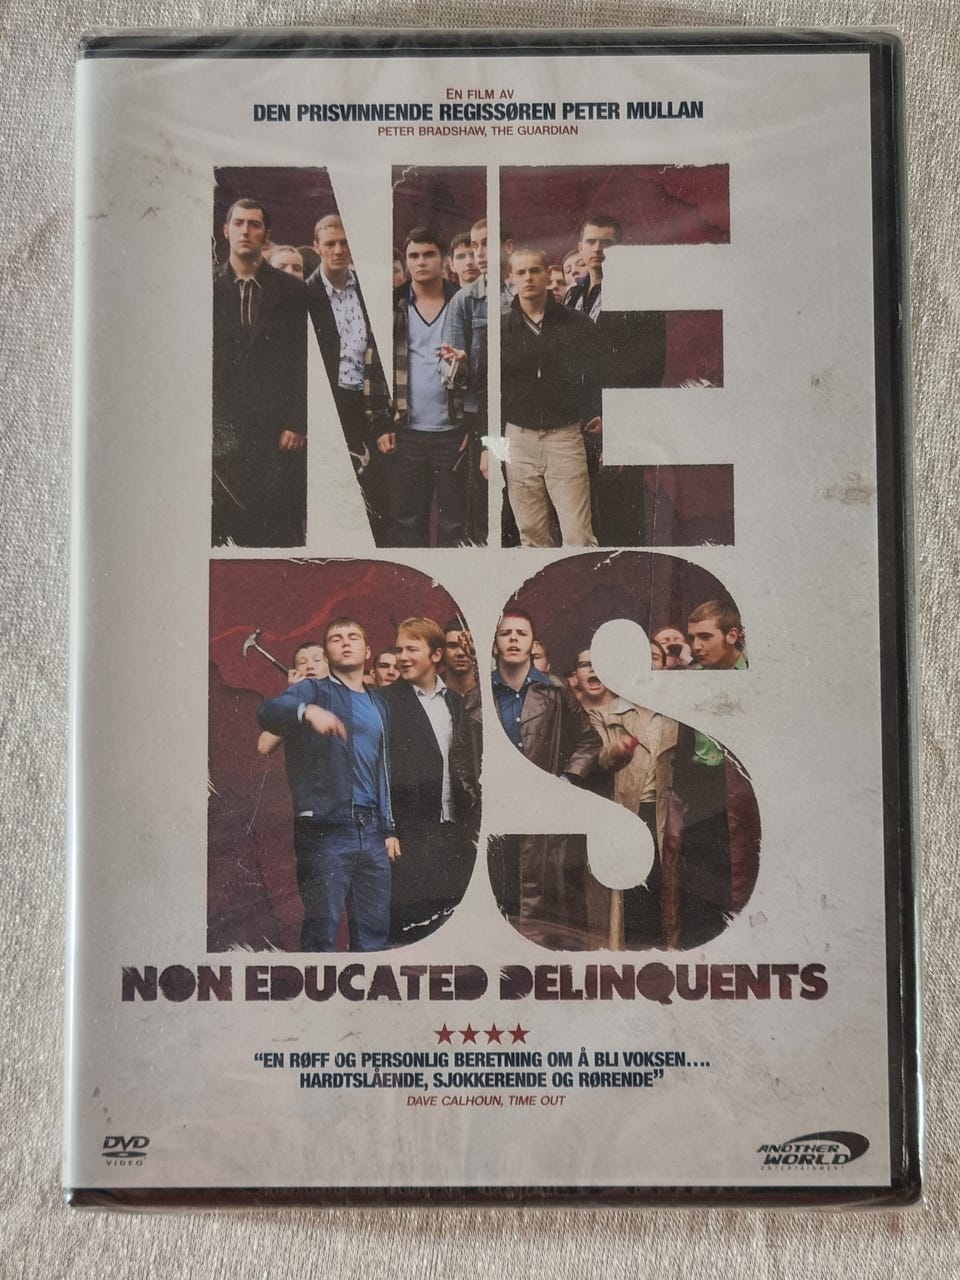 EN FILM AV
DEN PRISVINNENDE REGISSØREN PETER MULLAN
PETER BRADSHAW, THE GUARDIAN
NE
DS
NON EDUCATED DELINQUENTS
★★★★
“EN RØFF OG PERSONLIG BERETNING OM Å BLI VOKSEN....
HARDTSLÅENDE, SJOKKERENDE OG RØRENDE”
DAVE CALHOUN, TIME OUT
DVD
VIDEO
ANOTHER
WORLD
ENTERTAINMENT